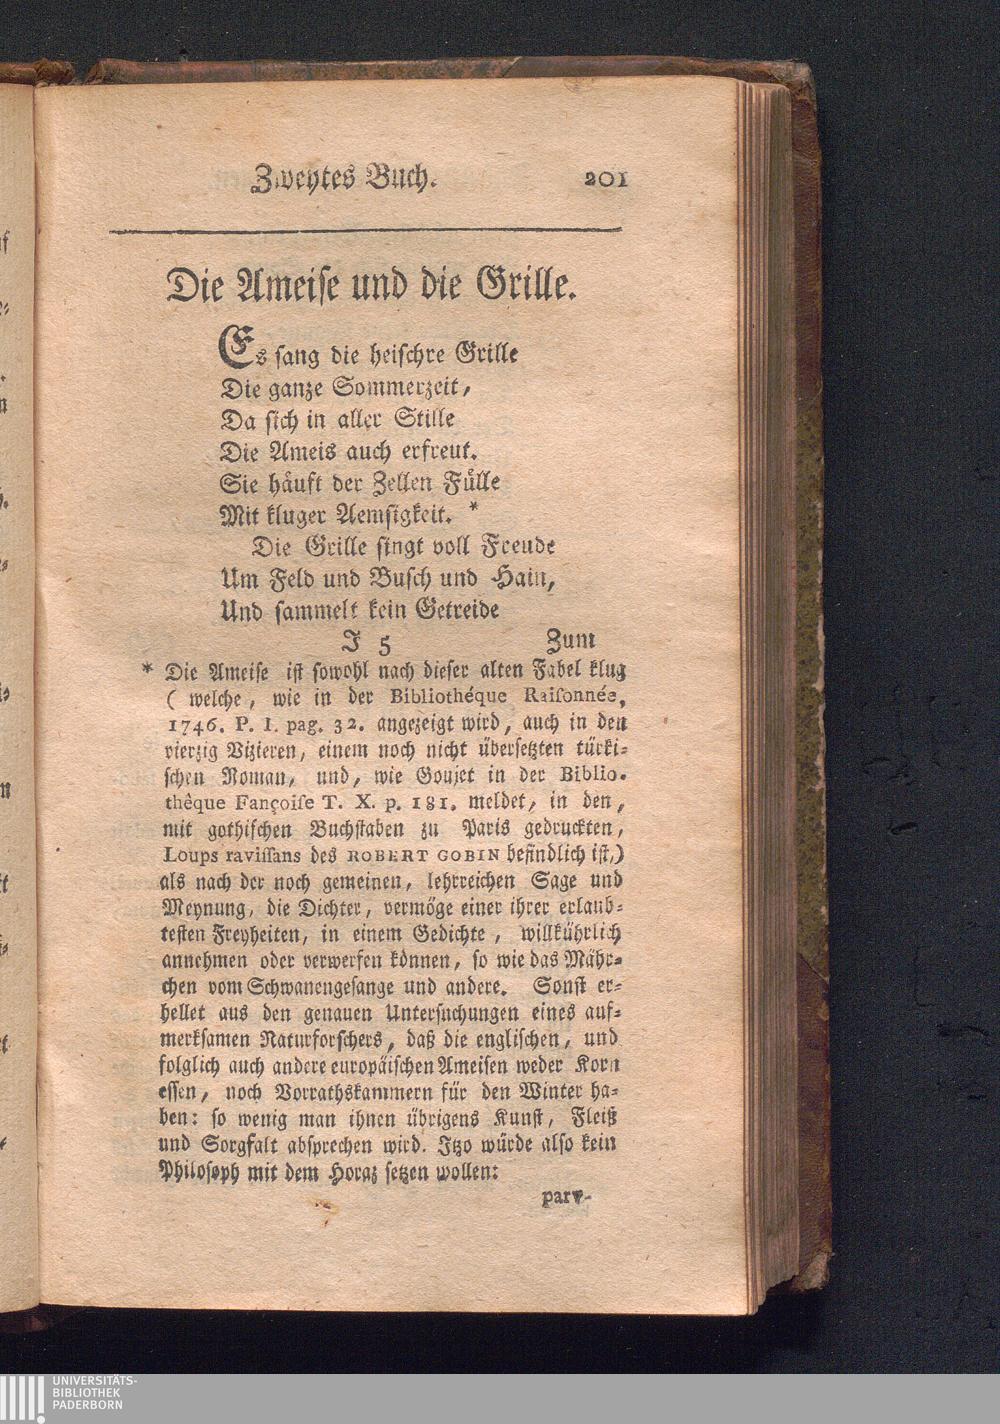 Zweytes Buch. 201
Die Ameise und die Grille.
Es sang die heischre Grille
Die ganze Sommerzeit,
Da sich in aller Stille
Die Ameis auch erfreut.
Sie häuft der Zellen Fülle
Mit kluger Aemsigkeit. *
Die Grille singt voll Freude
Um Feld und Busch und Hain,
Und sammelt kein Getreide
J 5 Zum
* Die Ameise ist sowohl nach dieser alten Fabel klug
( welche, wie in der Bibliothéque Raisonnée,
1746. P. I. pag. 32. angezeigt wird, auch in den
vierzig Vizieren, einem noch nicht übersetzten türki-
schen Roman, und, wie Goujet in der Biblio-
thêque Fançoise T. X. p. 181. meldet, in den,
mit gothischen Buchstaben zu Paris gedruckten,
Loups ravissans des ROBERT GOBIN befindlich ist,)
als nach der noch gemeinen, lehrreichen Sage und
Meynung, die Dichter, vermöge einer ihrer erlaub-
testen Freyheiten, in einem Gedichte, willkührlich
annehmen oder verwerfen können, so wie das Mähr-
chen vom Schwanengesange und andere. Sonst er-
hellet aus den genauen Untersuchungen eines auf-
merksamen Naturforschers, daß die englischen, und
folglich auch andere europäischen Ameisen weder Korn
essen, noch Vorrathskammern für den Winter ha-
ben: so wenig man ihnen übrigens Kunst, Fleiß
und Sorgfalt absprechen wird. Itzo würde also kein
Philosoph mit dem Horaz setzen wollen:
parv-
UNIVERSITÄTS-
BIBLIOTHEK
PADERBORN